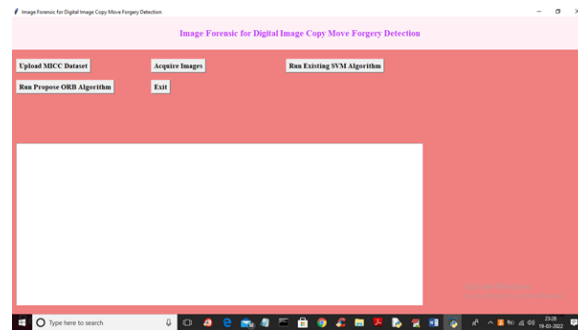 Image Forensic for Digital Image Copy Move Forgery Detection
Image Forensic for Digital Image Copy Move Forgery Detection
Upload MICC Dataset
Acquire Images
Run Existing SVM Algorithm
Run Propose ORB Algorithm
Exit
Type here to search
23:28
19-03-2022